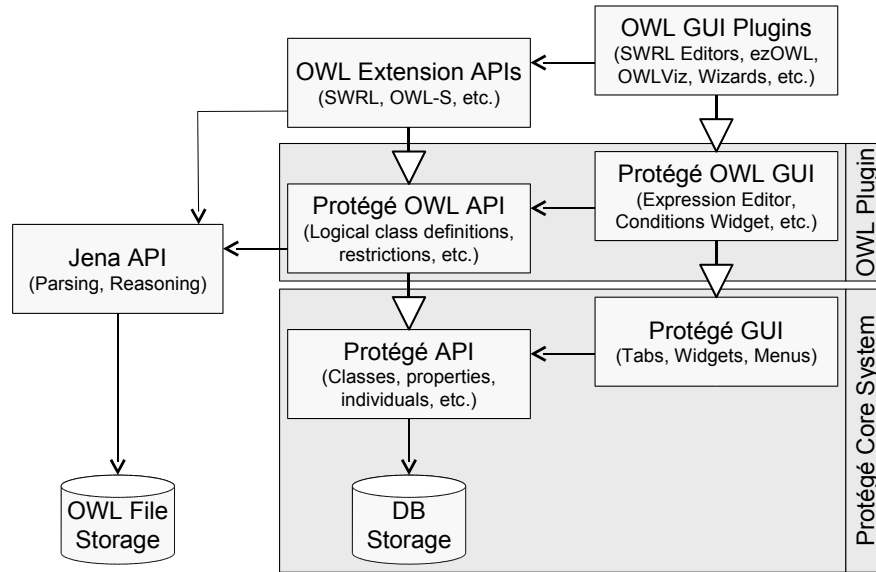 OWL GUI Plugins
(SWRL Editors, ezOWL,
OWLViz, Wizards, etc.)
OWL Extension APIs
(SWRL, OWL-S, etc.)
Protégé OWL GUI
(Expression Editor,
Conditions Widget, etc.)
Protégé OWL API
(Logical class definitions,
restrictions, etc.)
OWL Plugin
Jena API
(Parsing, Reasoning)
Protégé GUI
(Tabs, Widgets, Menus)
Protégé API
(Classes, properties,
individuals, etc.)
Protégé Core System
OWL File
Storage
DB
Storage